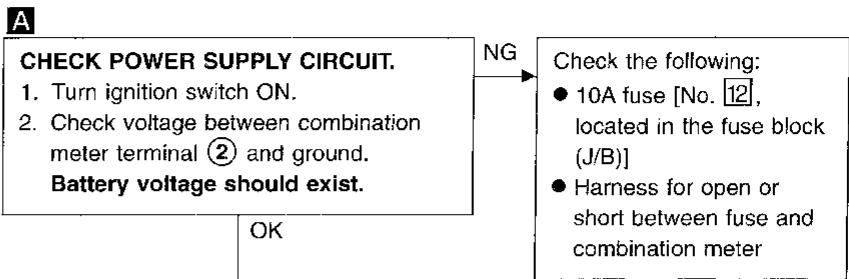 A
CHECK POWER SUPPLY CIRCUIT.
1. Turn ignition switch ON.
2. Check voltage between combination
meter terminal ② and ground.
Battery voltage should exist.
NG
Check the following:
● 10A fuse [No. 12,
located in the fuse block
(J/B)]
● Harness for open or
short between fuse and
combination meter
OK